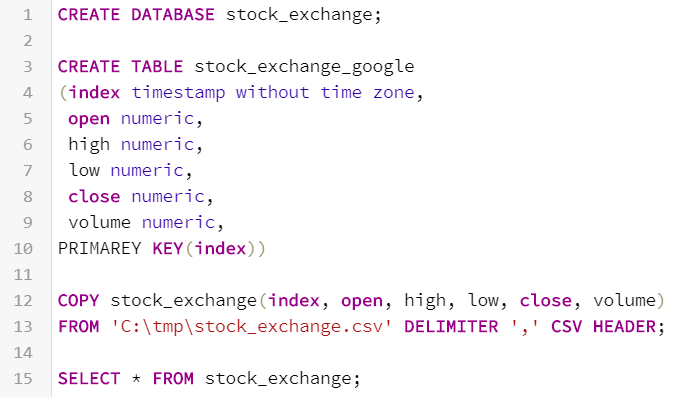 1 CREATE DATABASE stock_exchange;
2
3 CREATE TABLE stock_exchange_google
4 (index timestamp without time zone,
5 open numeric,
6 high numeric,
7 low numeric,
8 close numeric,
9 volume numeric,
10 PRIMAREY KEY(index))
11
12 COPY stock_exchange(index, open, high, low, close, volume)
13 FROM 'C:\tmp\stock_exchange.csv' DELIMITER ',' CSV HEADER;
14
15 SELECT * FROM stock_exchange;